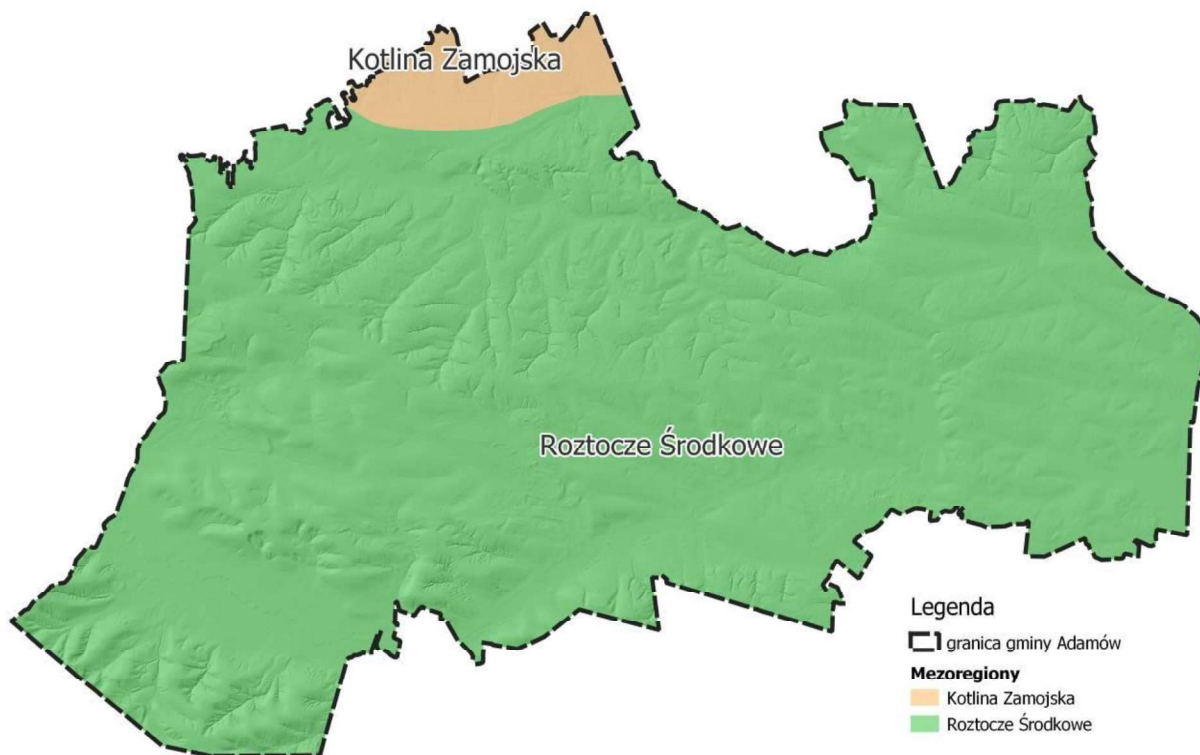 Kotlina Zamojska
Roztocze Środkowe
Legenda
granica gminy Adamów
Mezoregiony
Kotlina Zamojska
Roztocze Środkowe